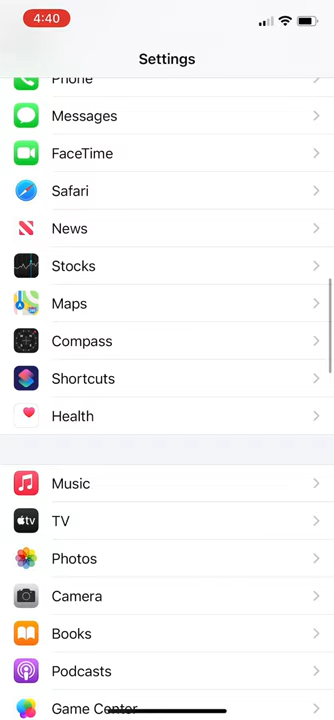 4:40
Settings
Phone
Messages
FaceTime
Safari
News
Stocks
Maps
Compass
Shortcuts
Health
Music
tv
TV
Photos
Camera
Books
Podcasts
Game Center